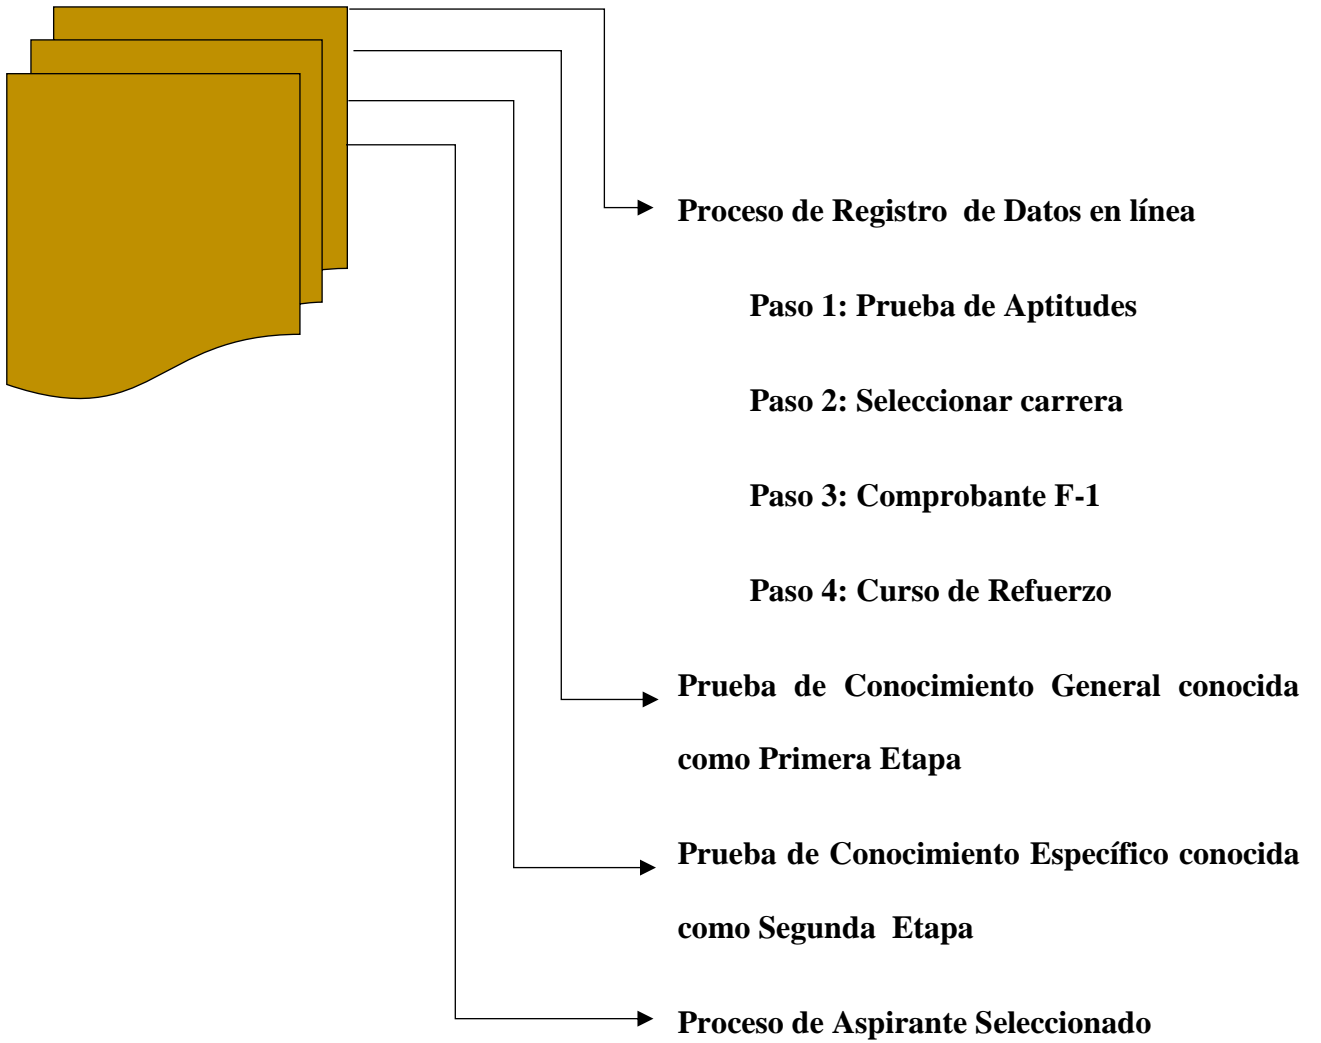 Proceso de Registro  de Datos en línea
Paso 1: Prueba de Aptitudes
Paso 2: Seleccionar carrera
Paso 3: Comprobante F-1
Paso 4: Curso de Refuerzo
Prueba de Conocimiento General conocida
como Primera Etapa
Prueba de Conocimiento Específico conocida
como Segunda  Etapa
Proceso de Aspirante Seleccionado